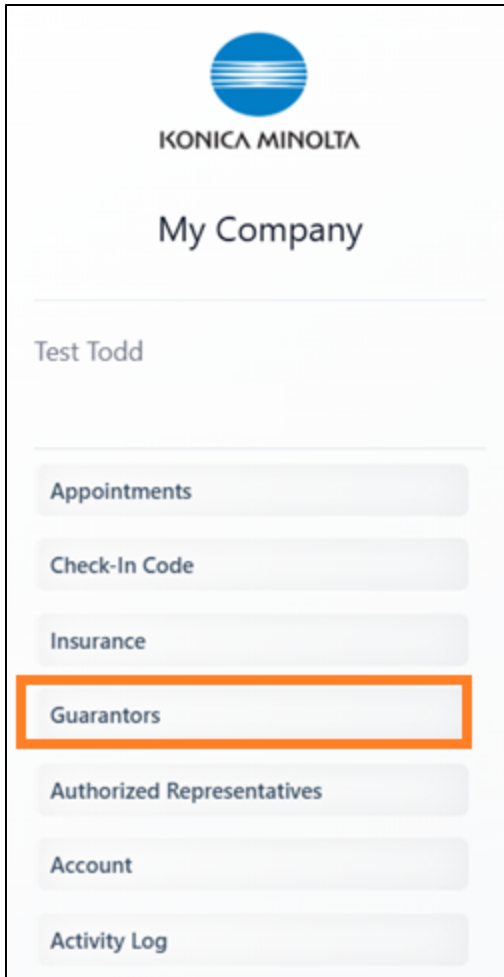 KONICA MINOLTA
My Company
Test Todd
Appointments
Check-In Code
Insurance
Guarantors
Authorized Representatives
Account
Activity Log